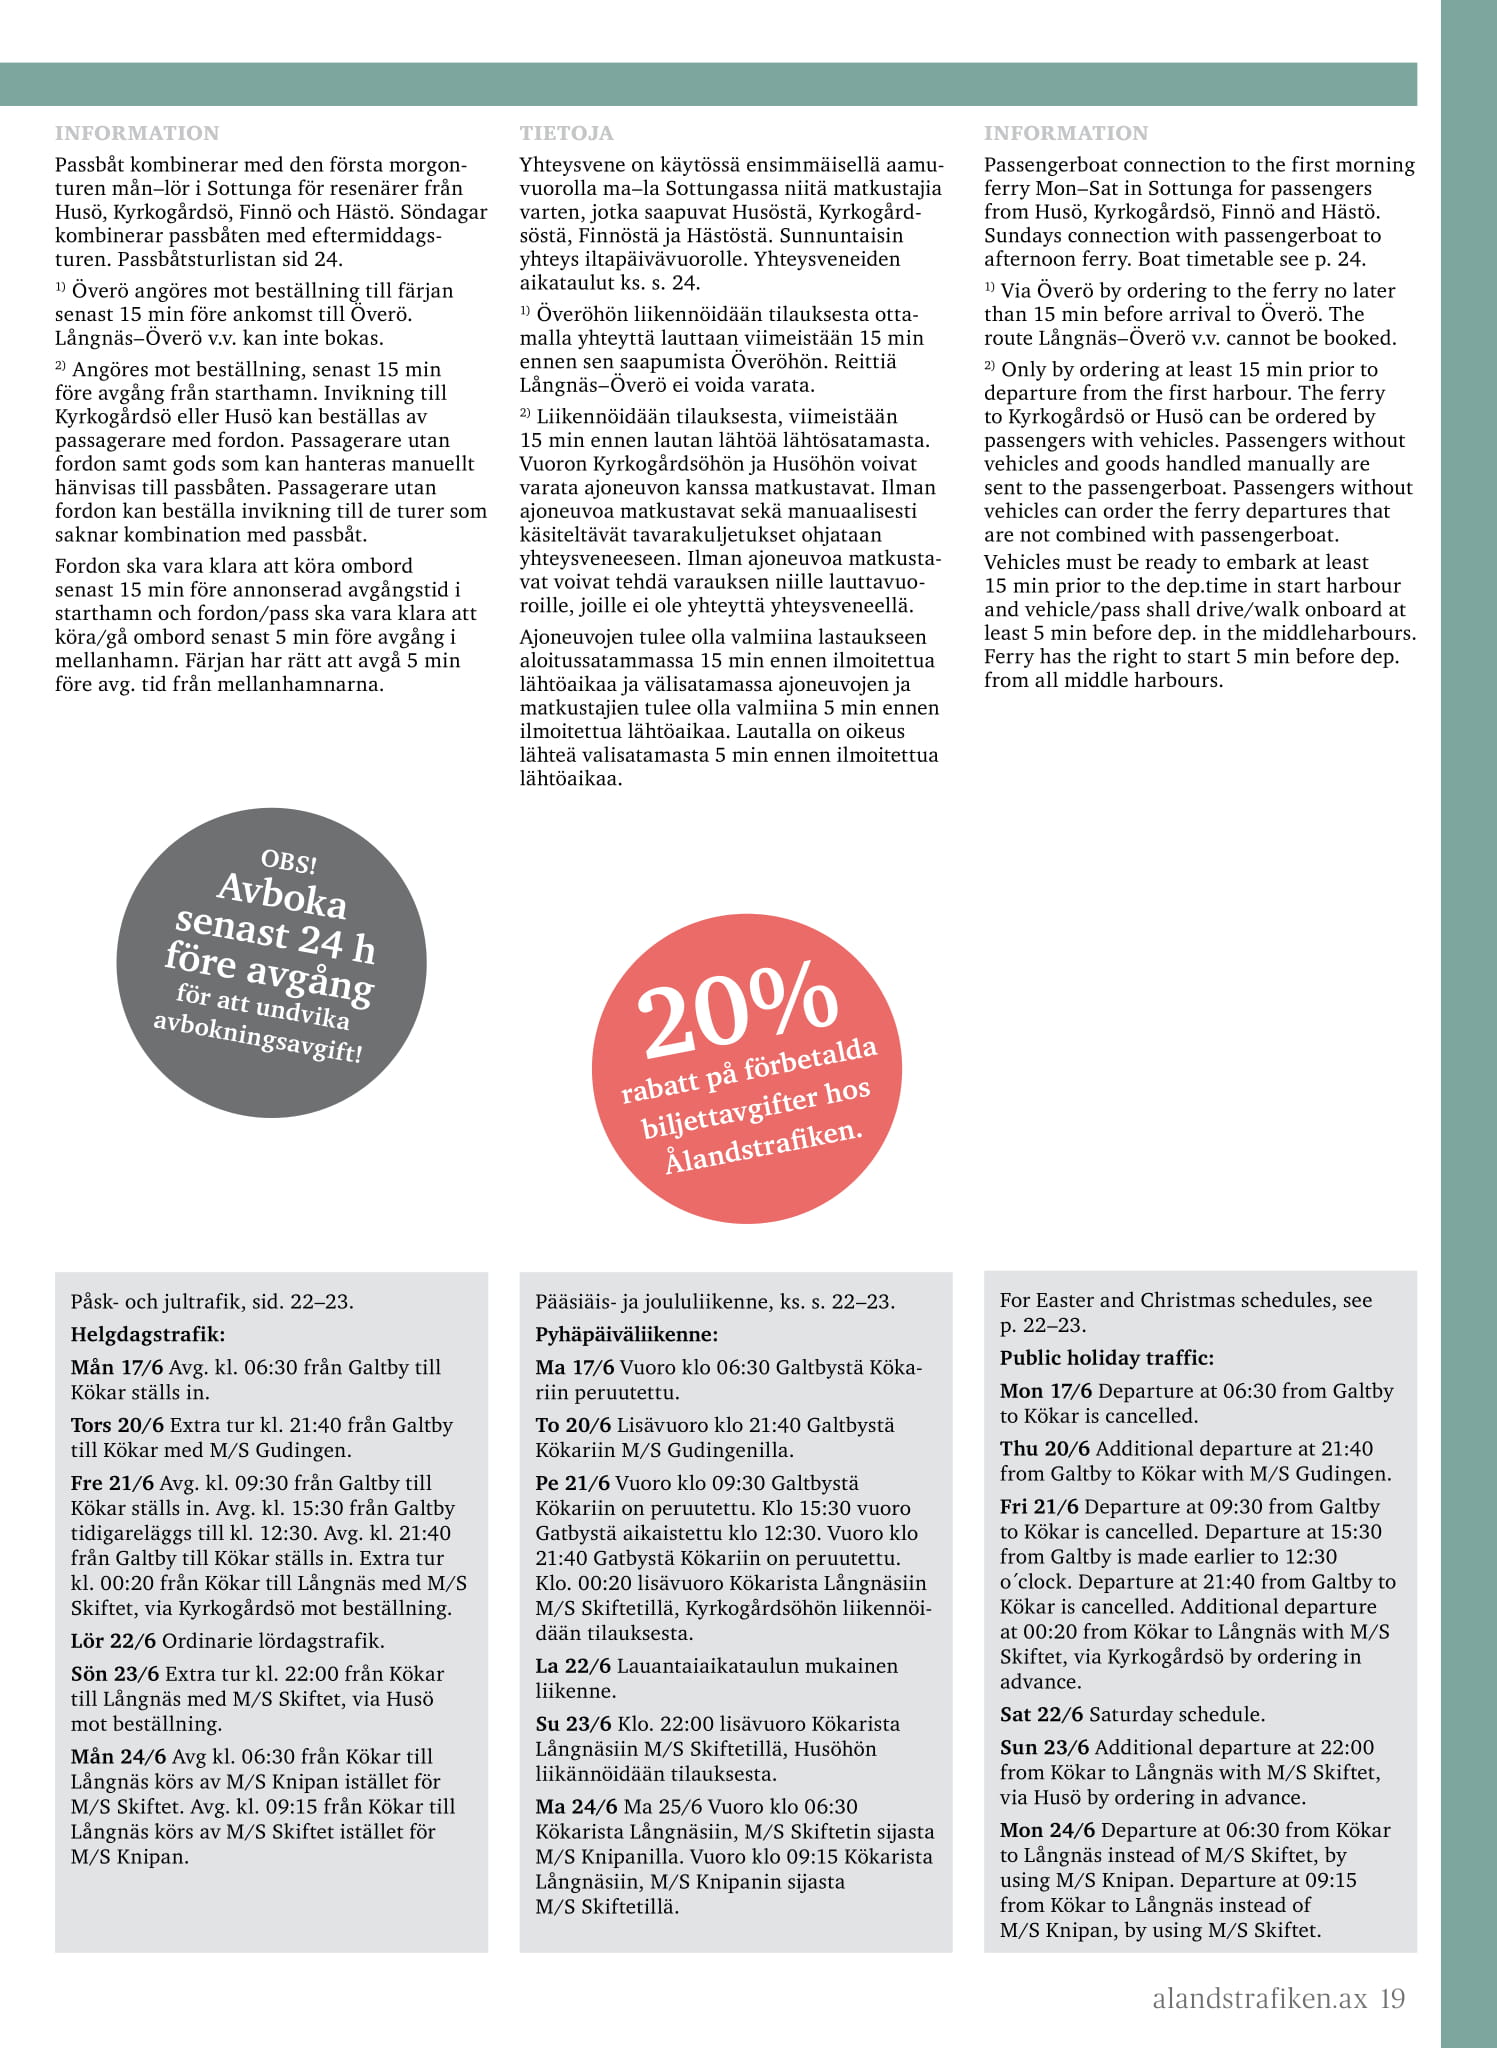 INFORMATION
Passbåt kombinerar med den första morgon-
turen mån–lör i Sottunga för resenärer från
Husö, Kyrkogårdsö, Finnö och Hästö. Söndagar
kombinerar passbåten med eftermiddags-
turen. Passbåtsturlistan sid 24.
1) Överö angöres mot beställning till färjan
senast 15 min före ankomst till Överö.
Långnäs–Överö v.v. kan inte bokas.
2) Angöres mot beställning, senast 15 min
före avgång från starthamn. Invikning till
Kyrkogårdsö eller Husö kan beställas av
passagerare med fordon. Passagerare utan
fordon samt gods som kan hanteras manuellt
hänvisas till passbåten. Passagerare utan
fordon kan beställa invikning till de turer som
saknar kombination med passbåt.
Fordon ska vara klara att köra ombord
senast 15 min före annonserad avgångstid i
starthamn och fordon/pass ska vara klara att
köra/gå ombord senast 5 min före avgång i
mellanhamn. Färjan har rätt att avgå 5 min
före avg. tid från mellanhamnarna.
TIETOJA
Yhteysvene on käytössä ensimmäisellä aamu-
vuorolla ma–la Sottungassa niitä matkustajia
varten, jotka saapuvat Husöstä, Kyrkogård-
söstä, Finnöstä ja Hästöstä. Sunnuntaisin
yhteys iltapäivävuorolle. Yhteysveneiden
aikataulut ks. s. 24.
1) Överöhön liikennöidään tilauksesta otta-
malla yhteyttä lauttaan viimeistään 15 min
ennen sen saapumista Överöhön. Reittiä
Långnäs–Överö ei voida varata.
2) Liikennöidään tilauksesta, viimeistään
15 min ennen lautan lähtöä lähtösatamasta.
Vuoron Kyrkogårdsöhön ja Husöhön voivat
varata ajoneuvon kanssa matkustavat. Ilman
ajoneuvoa matkustavat sekä manuaalisesti
käsiteltävät tavarakuljetukset ohjataan
yhteysveneeseen. Ilman ajoneuvoa matkusta-
vat voivat tehdä varauksen niille lauttavuo-
roille, joille ei ole yhteyttä yhteysveneellä.
Ajoneuvojen tulee olla valmiina lastaukseen
aloitussatammassa 15 min ennen ilmoitettua
lähtöaikaa ja välisatamassa ajoneuvojen ja
matkustajien tulee olla valmiina 5 min ennen
ilmoitettua lähtöaikaa. Lautalla on oikeus
lähteä valisatamasta 5 min ennen ilmoitettua
lähtöaikaa.
INFORMATION
Passengerboat connection to the first morning
ferry Mon–Sat in Sottunga for passengers
from Husö, Kyrkogårdsö, Finnö and Hästö.
Sundays connection with passengerboat to
afternoon ferry. Boat timetable see p. 24.
1) Via Överö by ordering to the ferry no later
than 15 min before arrival to Överö. The
route Långnäs–Överö v.v. cannot be booked.
2) Only by ordering at least 15 min prior to
departure from the first harbour. The ferry
to Kyrkogårdsö or Husö can be ordered by
passengers with vehicles. Passengers without
vehicles and goods handled manually are
sent to the passengerboat. Passengers without
vehicles can order the ferry departures that
are not combined with passengerboat.
Vehicles must be ready to embark at least
15 min prior to the dep.time in start harbour
and vehicle/pass shall drive/walk onboard at
least 5 min before dep. in the middleharbours.
Ferry has the right to start 5 min before dep.
from all middle harbours.
OBS!
Avboka
senast 24 h
före avgång
för att undvika
avbokningsavgift!
20%
rabatt på förbetalda
biljettavgifter hos
Ålandstrafiken.
Påsk- och jultrafik, sid. 22–23.
Helgdagstrafik:
Mån 17/6 Avg. kl. 06:30 från Galtby till
Kökar ställs in.
Tors 20/6 Extra tur kl. 21:40 från Galtby
till Kökar med M/S Gudingen.
Fre 21/6 Avg. kl. 09:30 från Galtby till
Kökar ställs in. Avg. kl. 15:30 från Galtby
tidigareläggs till kl. 12:30. Avg. kl. 21:40
från Galtby till Kökar ställs in. Extra tur
kl. 00:20 från Kökar till Långnäs med M/S
Skiftet, via Kyrkogårdsö mot beställning.
Lör 22/6 Ordinarie lördagstrafik.
Sön 23/6 Extra tur kl. 22:00 från Kökar
till Långnäs med M/S Skiftet, via Husö
mot beställning.
Mån 24/6 Avg kl. 06:30 från Kökar till
Långnäs körs av M/S Knipan istället för
M/S Skiftet. Avg. kl. 09:15 från Kökar till
Långnäs körs av M/S Skiftet istället för
M/S Knipan.
Pääsiäis- ja joululiikenne, ks. s. 22–23.
Pyhäpäiväliikenne:
Ma 17/6 Vuoro klo 06:30 Galtbystä Köka-
riin peruutettu.
To 20/6 Lisävuoro klo 21:40 Galtbystä
Kökariin M/S Gudingenilla.
Pe 21/6 Vuoro klo 09:30 Galtbystä
Kökariin on peruutettu. Klo 15:30 vuoro
Gatbystä aikaistettu klo 12:30. Vuoro klo
21:40 Gatbystä Kökariin on peruutettu.
Klo. 00:20 lisävuoro Kökarista Långnäsiin
M/S Skiftetillä, Kyrkogårdsöhön liikennöi-
dään tilauksesta.
La 22/6 Lauantaiaikataulun mukainen
liikenne.
Su 23/6 Klo. 22:00 lisävuoro Kökarista
Långnäsiin M/S Skiftetillä, Husöhön
liikännöidään tilauksesta.
Ma 24/6 Ma 25/6 Vuoro klo 06:30
Kökarista Långnäsiin, M/S Skiftetin sijasta
M/S Knipanilla. Vuoro klo 09:15 Kökarista
Långnäsiin, M/S Knipanin sijasta
M/S Skiftetillä.
For Easter and Christmas schedules, see
p. 22–23.
Public holiday traffic:
Mon 17/6 Departure at 06:30 from Galtby
to Kökar is cancelled.
Thu 20/6 Additional departure at 21:40
from Galtby to Kökar with M/S Gudingen.
Fri 21/6 Departure at 09:30 from Galtby
to Kökar is cancelled. Departure at 15:30
from Galtby is made earlier to 12:30
o´clock. Departure at 21:40 from Galtby to
Kökar is cancelled. Additional departure
at 00:20 from Kökar to Långnäs with M/S
Skiftet, via Kyrkogårdsö by ordering in
advance.
Sat 22/6 Saturday schedule.
Sun 23/6 Additional departure at 22:00
from Kökar to Långnäs with M/S Skiftet,
via Husö by ordering in advance.
Mon 24/6 Departure at 06:30 from Kökar
to Långnäs instead of M/S Skiftet, by
using M/S Knipan. Departure at 09:15
from Kökar to Långnäs instead of
M/S Knipan, by using M/S Skiftet.
alandstrafiken.ax 19